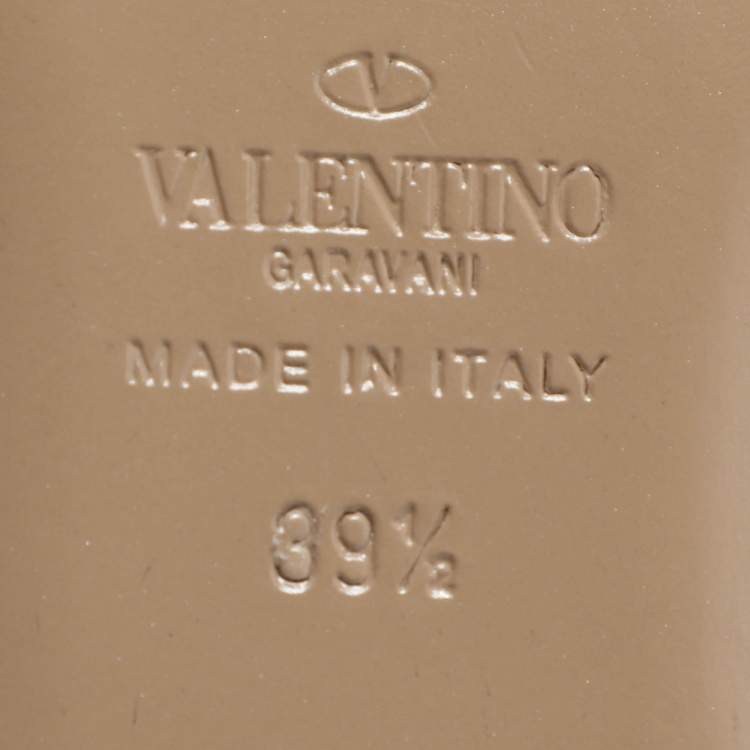 V
VALENTINO
GARAVANI
MADE IN ITALY
39½